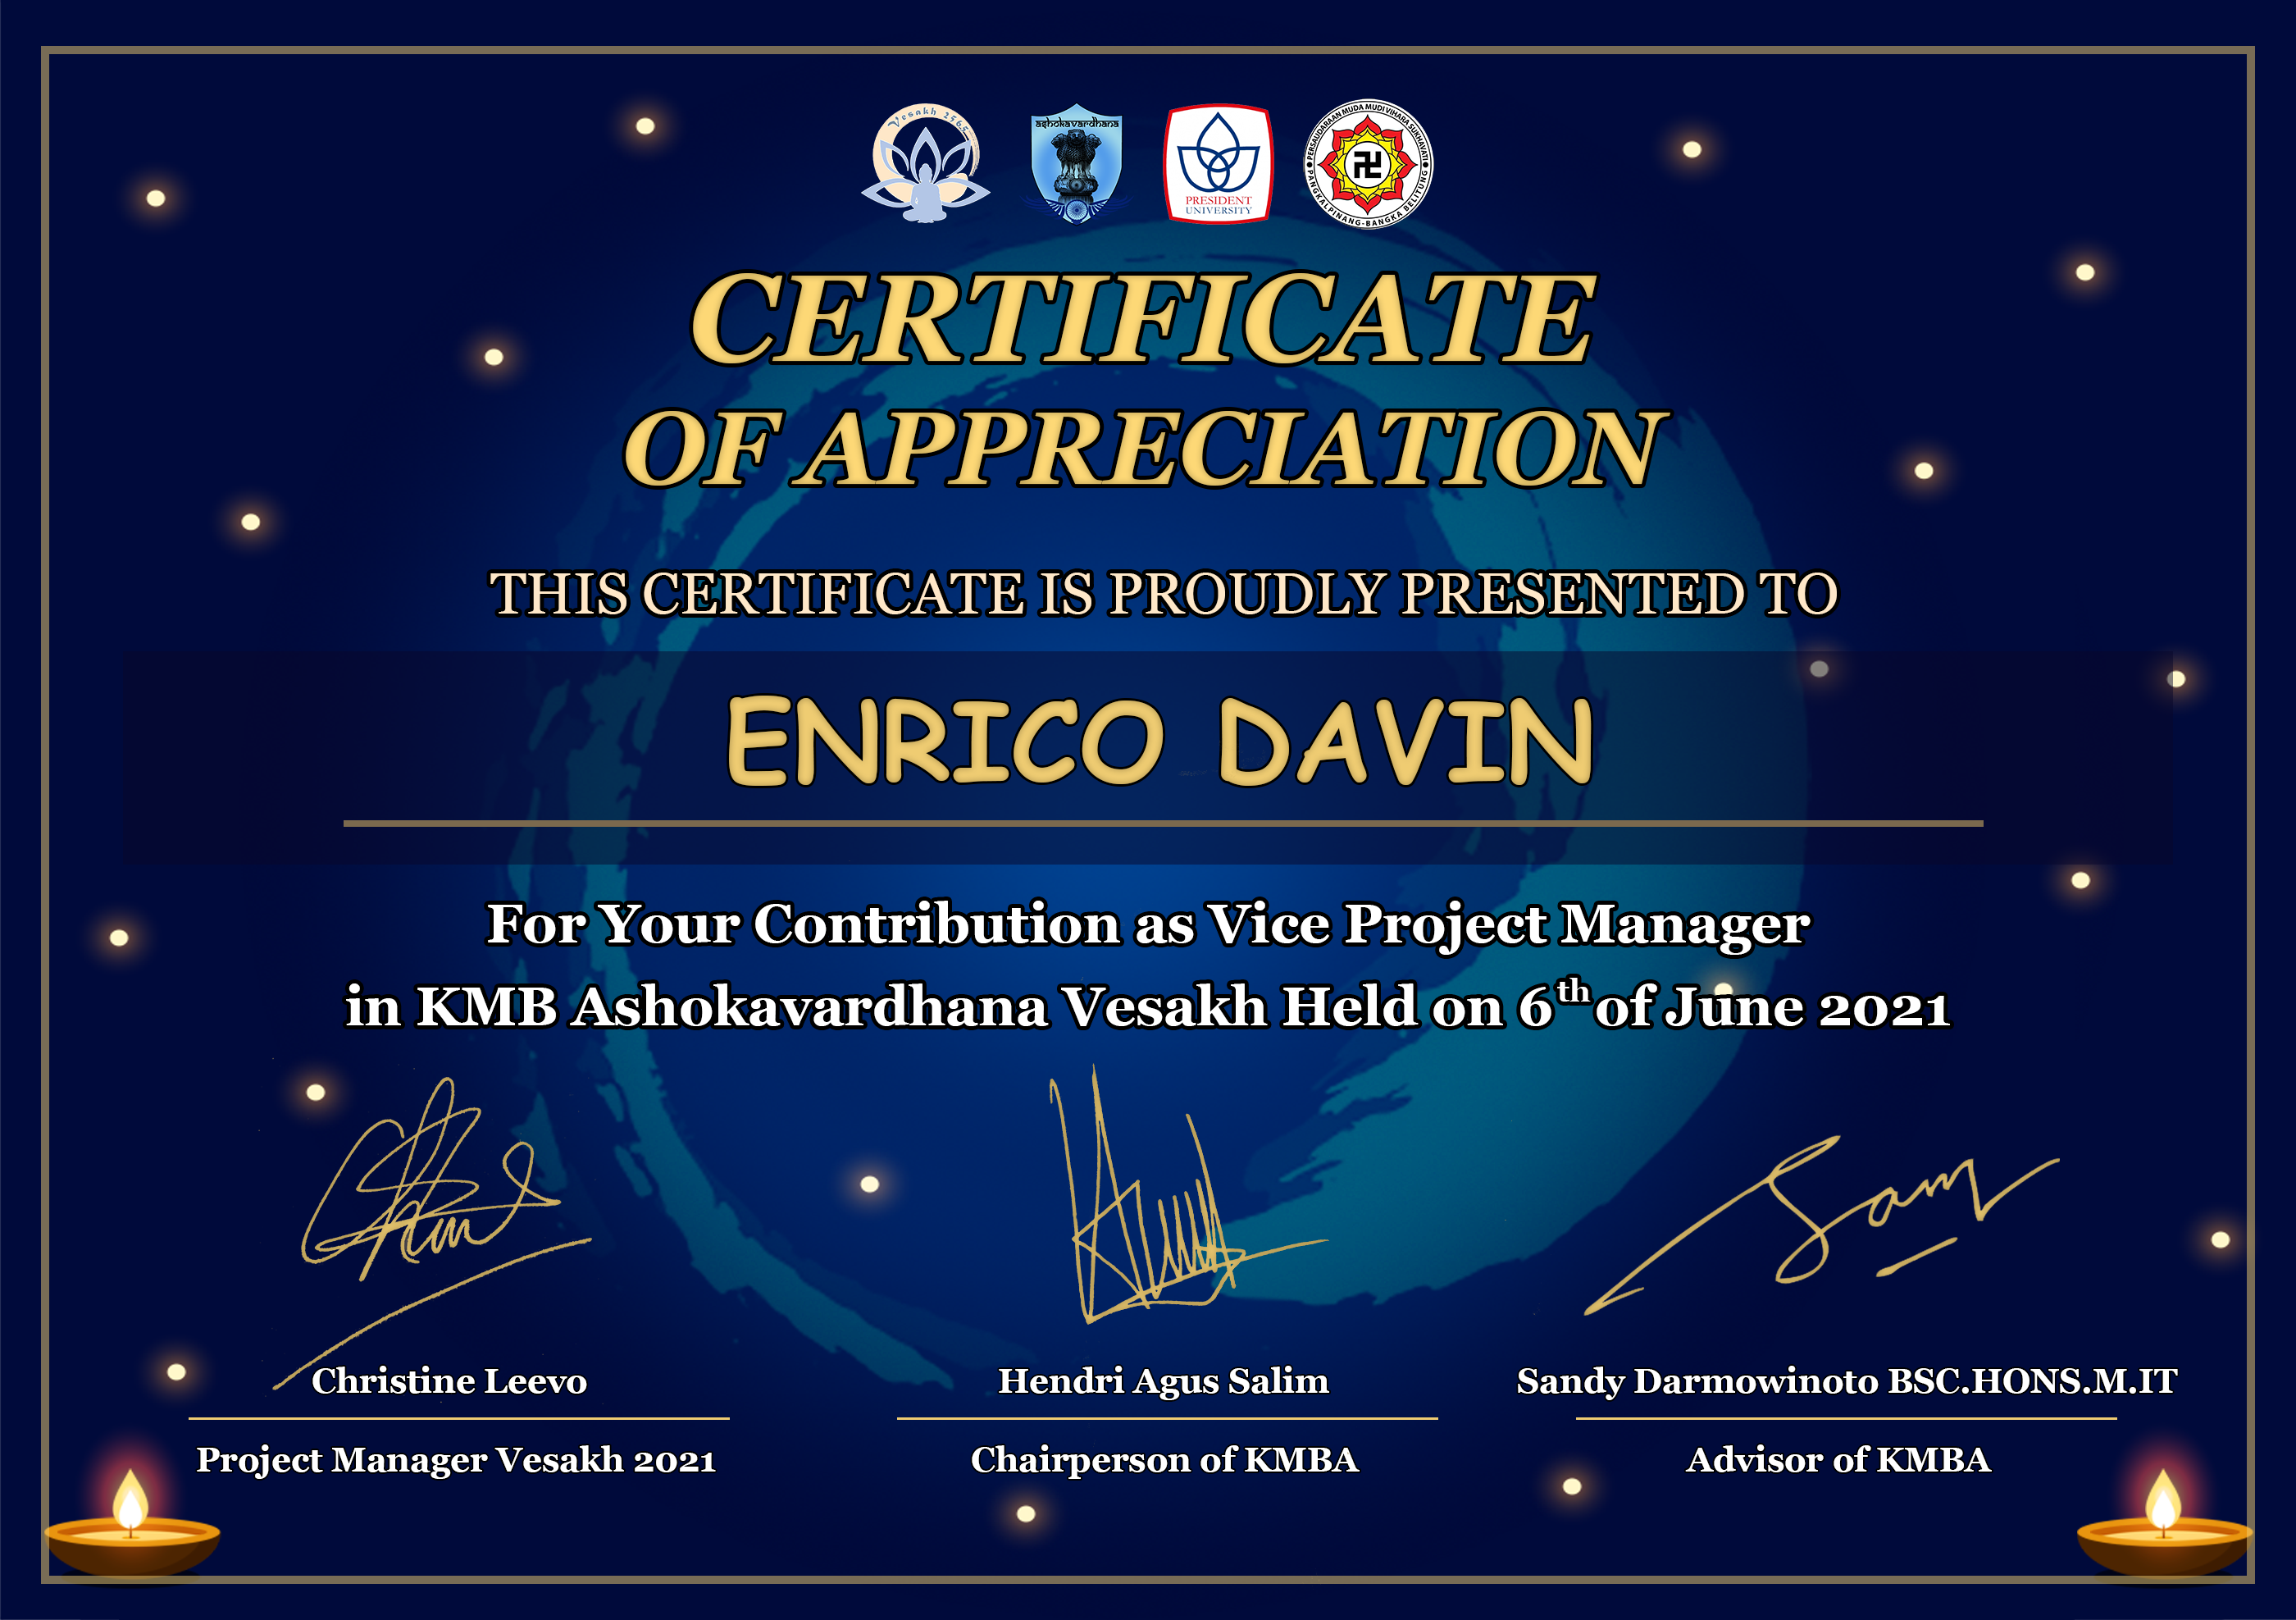 Vesakh 2565
ashokavardhana
PRESIDENT
UNIVERSITY
PERSAUDARAAN MUDA MUDI VIHARA SUKHAVATI
PANGKALPINANG-BANGKA BELITUNG
CERTIFICATE
OF APPRECIATION
THIS CERTIFICATE IS PROUDLY PRESENTED TO
ENRICO DAVIN
For Your Contribution as Vice Project Manager
in KMB Ashokavardhana Vesakh Held on 6th of June 2021
Christine Leevo
Hendri Agus Salim
Sandy Darmowinoto BSC.HONS.M.IT
Project Manager Vesakh 2021
Chairperson of KMBA
Advisor of KMBA